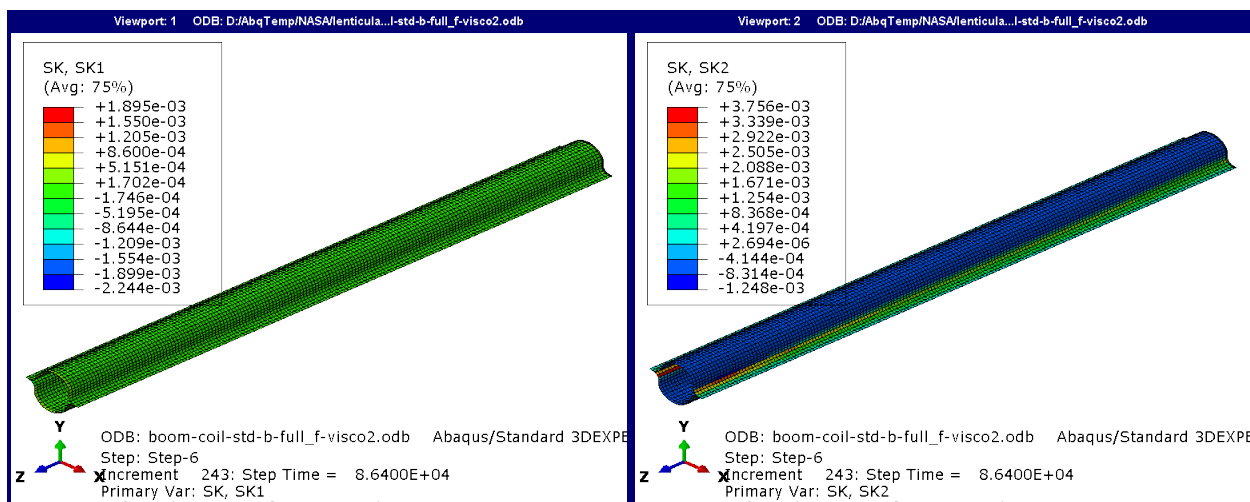 Viewport: 1 ODB: D:/AbqTemp/NASA/lenticula...l-std-b-full_f-visco2.odb
SK, SK1
(Avg: 75%)
+1.895e-03
+1.550e-03
+1.205e-03
+8.600e-04
+5.151e-04
+1.702e-04
-1.746e-04
-5.195e-04
-8.644e-04
-1.209e-03
-1.554e-03
-1.899e-03
-2.244e-03
Y
Z
X
ODB: boom-coil-std-b-full_f-visco2.odb Abaqus/Standard 3DEXPE
Step: Step-6
Increment 243: Step Time = 8.6400E+04
Primary Var: SK, SK1
Viewport: 2 ODB: D:/AbqTemp/NASA/lenticula...l-std-b-full_f-visco2.odb
SK, SK2
(Avg: 75%)
+3.756e-03
+3.339e-03
+2.922e-03
+2.505e-03
+2.088e-03
+1.671e-03
+1.254e-03
+8.368e-04
+4.197e-04
+2.694e-06
-4.144e-04
-8.314e-04
-1.248e-03
Y
Z
X
ODB: boom-coil-std-b-full_f-visco2.odb Abaqus/Standard 3DEXPE
Step: Step-6
Increment 243: Step Time = 8.6400E+04
Primary Var: SK, SK2